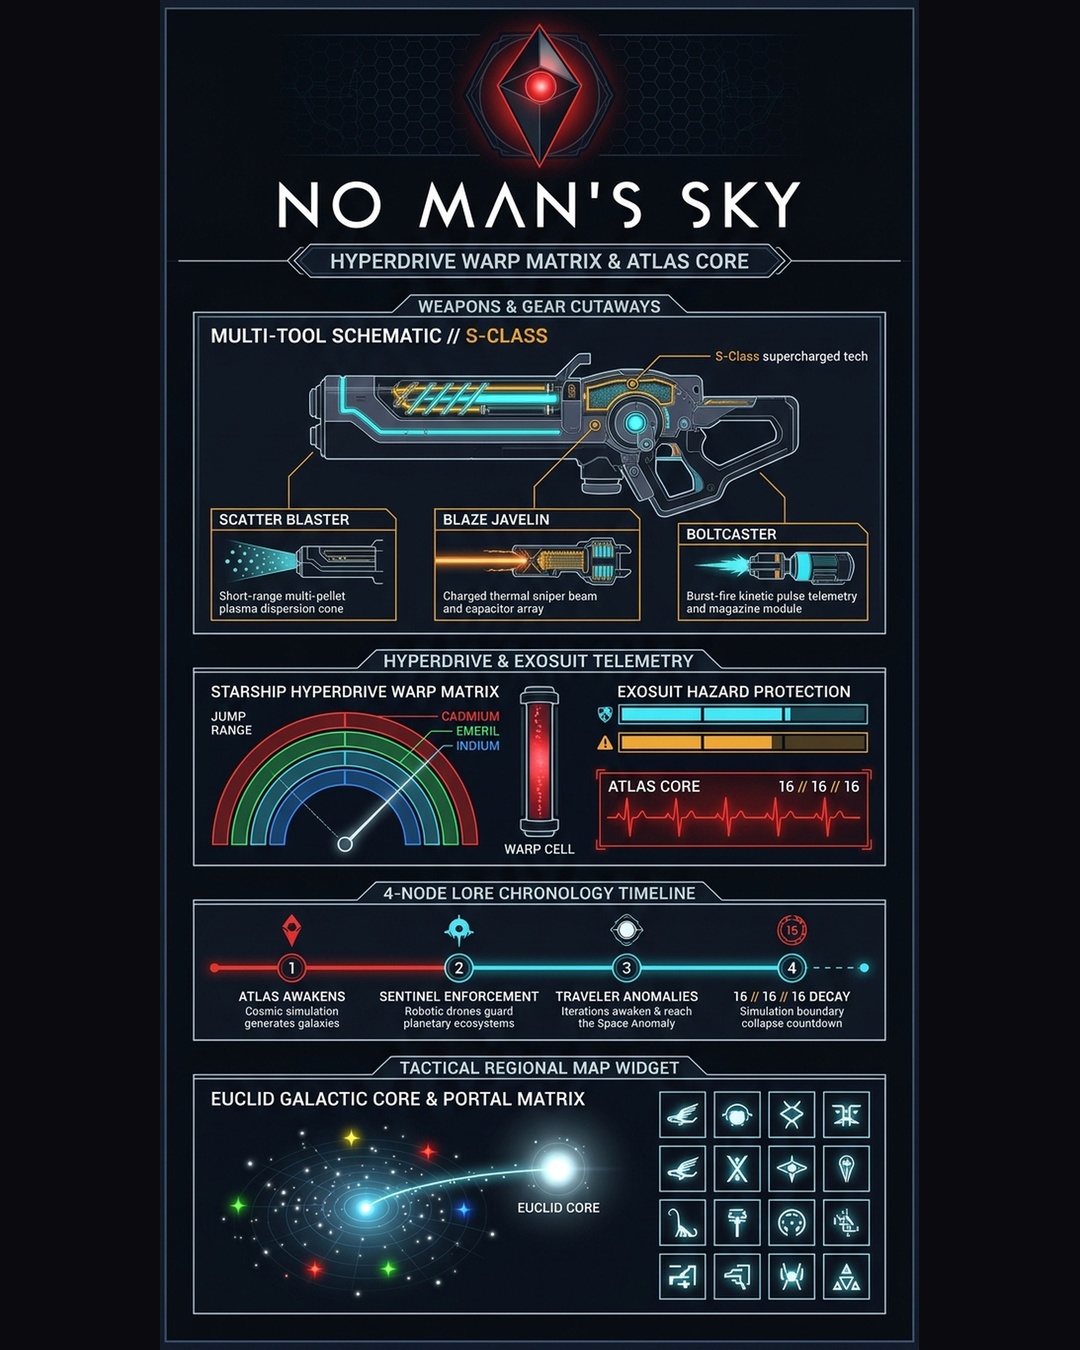 NO MAN'S SKY
HYPERDRIVE WARP MATRIX & ATLAS CORE
WEAPONS & GEAR CUTAWAYS
MULTI-TOOL SCHEMATIC // S-CLASS
S-Class supercharged tech
SCATTER BLASTER
Short-range multi-pellet
plasma dispersion cone
BLAZE JAVELIN
Charged thermal sniper beam
and capacitor array
BOLTCASTER
Burst-fire kinetic pulse telemetry
and magazine module
HYPERDRIVE & EXOSUIT TELEMETRY
STARSHIP HYPERDRIVE WARP MATRIX
JUMP
RANGE
CADMIUM
EMERIL
INDIUM
WARP CELL
EXOSUIT HAZARD PROTECTION
ATLAS CORE
16 // 16 // 16
4-NODE LORE CHRONOLOGY TIMELINE
15
1
2
3
4
ATLAS AWAKENS
Cosmic simulation
generates galaxies
SENTINEL ENFORCEMENT
Robotic drones guard
planetary ecosystems
TRAVELER ANOMALIES
Iterations awaken & reach
the Space Anomaly
16 // 16 // 16 DECAY
Simulation boundary
collapse countdown
TACTICAL REGIONAL MAP WIDGET
EUCLID GALACTIC CORE & PORTAL MATRIX
EUCLID CORE